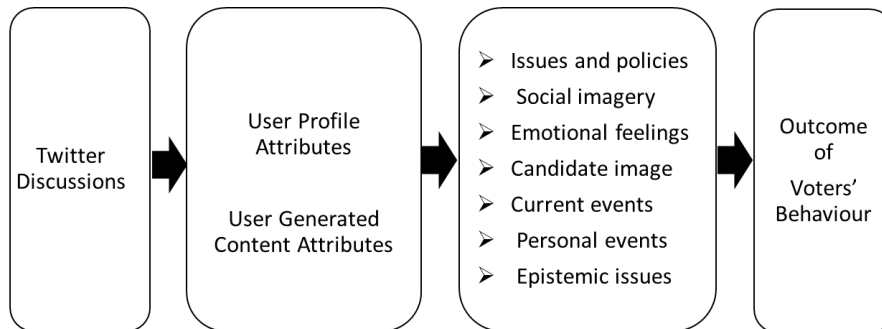 Twitter
Discussions
User Profile
Attributes
User Generated
Content Attributes
➢ Issues and policies
➢ Social imagery
➢ Emotional feelings
➢ Candidate image
➢ Current events
➢ Personal events
➢ Epistemic issues
Outcome
of
Voters’
Behaviour